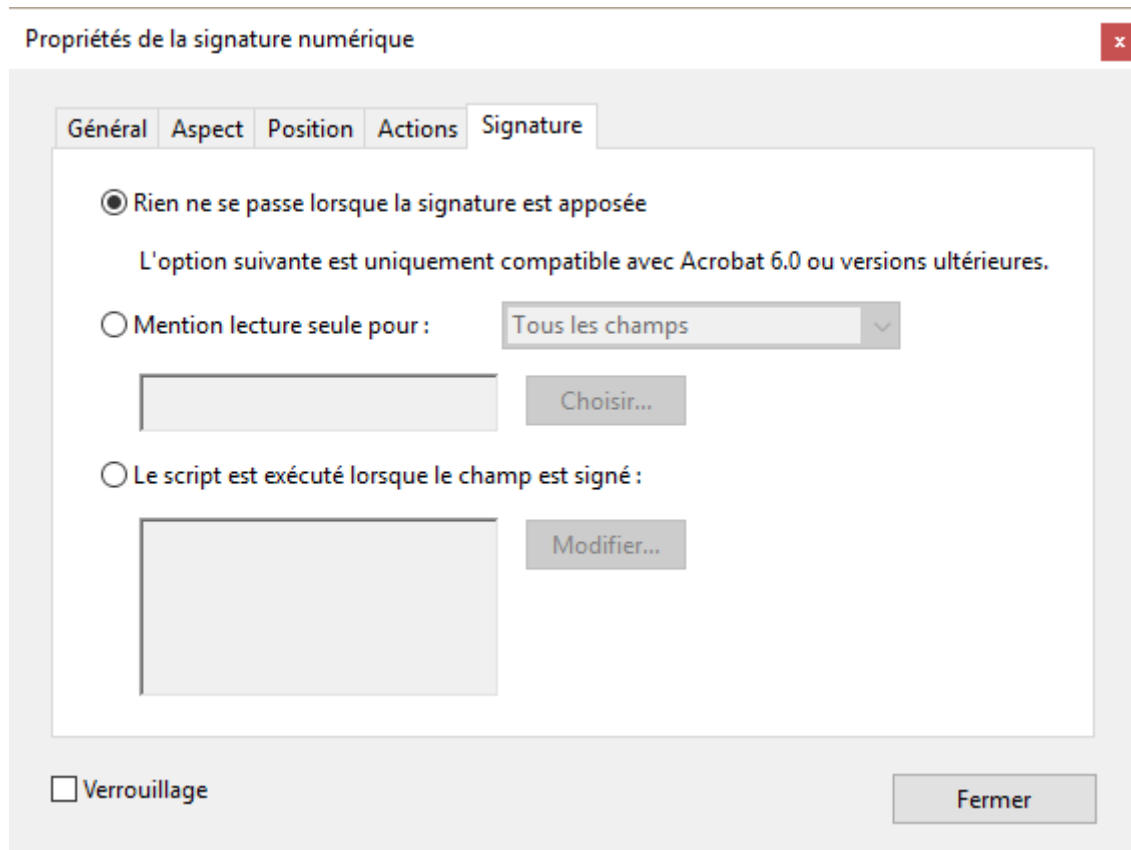 Propriétés de la signature numérique
x
Général Aspect Position Actions Signature
Rien ne se passe lorsque la signature est apposée
L'option suivante est uniquement compatible avec Acrobat 6.0 ou versions ultérieures.
Mention lecture seule pour : Tous les champs
Choisir...
Le script est exécuté lorsque le champ est signé :
Modifier...
Verrouillage
Fermer